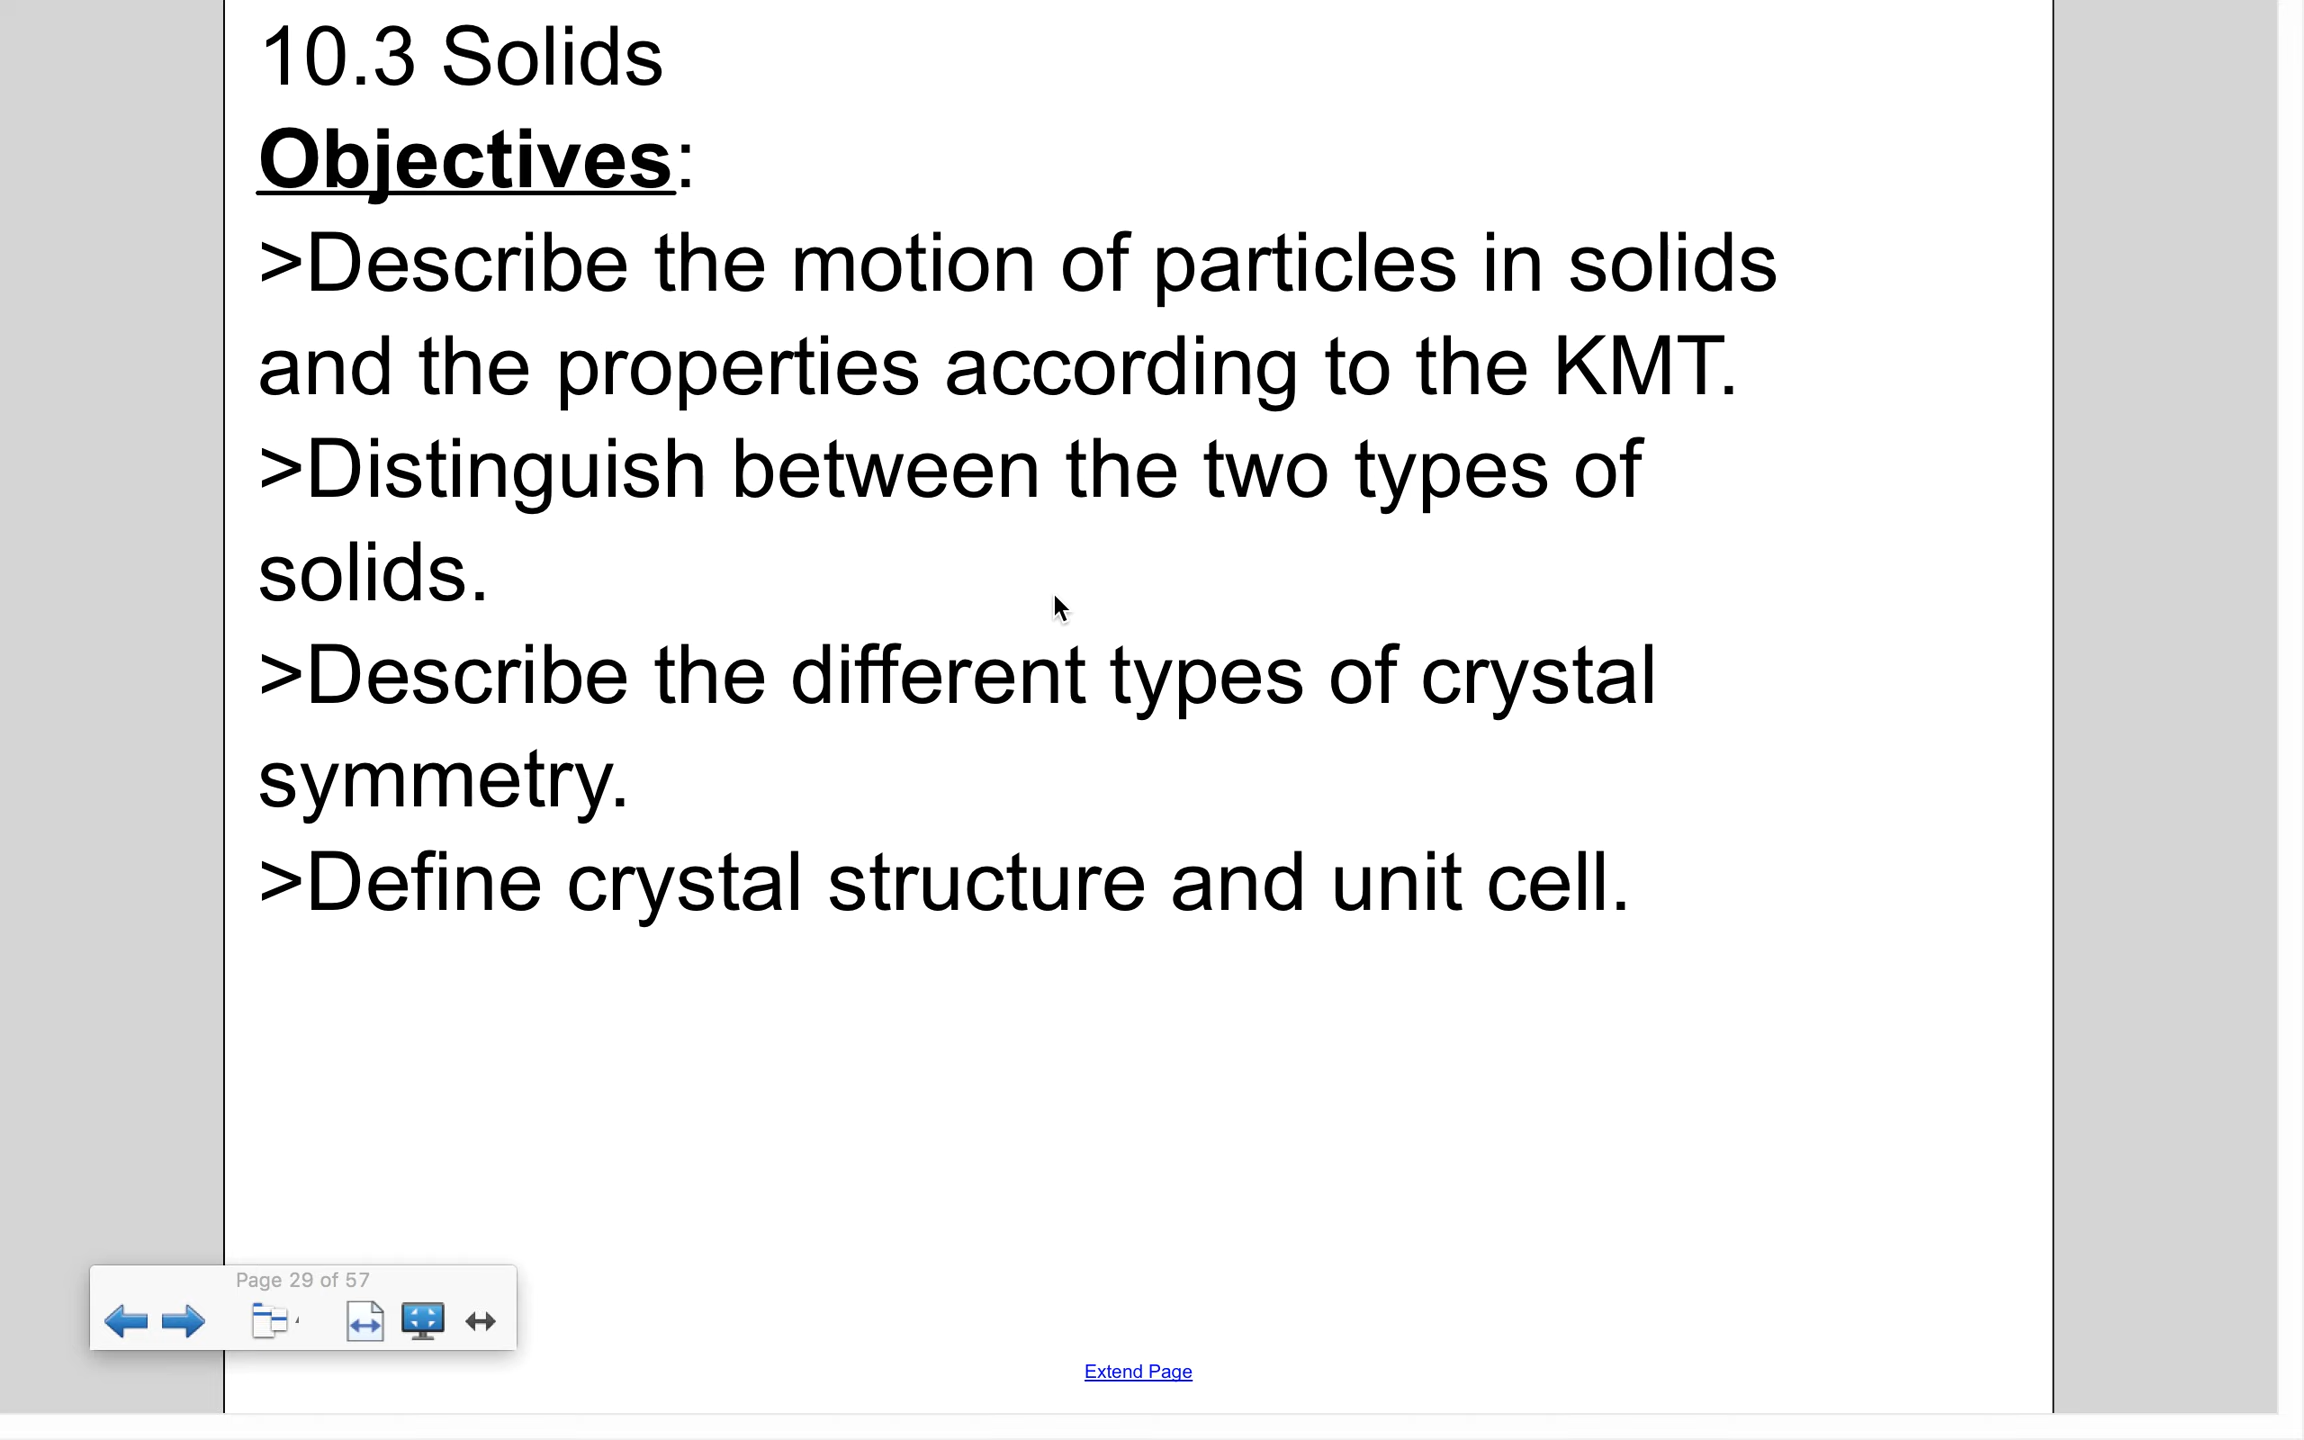 10.3 Solids
Objectives:
>Describe the motion of particles in solids
and the properties according to the KMT.
>Distinguish between the two types of
solids.
>Describe the different types of crystal
symmetry.
>Define crystal structure and unit cell.
Page 29 of 57
Extend Page